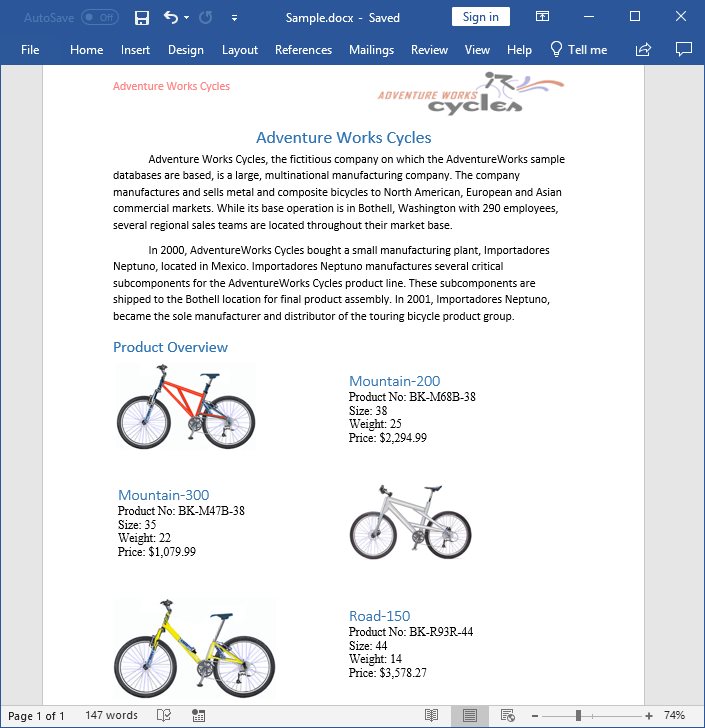 AutoSave Off Sample.docx - Saved Sign in
File Home Insert Design Layout References Mailings Review View Help Tell me
Adventure Works Cycles
ADVENTURE WORKS
cycles
Adventure Works Cycles
Adventure Works Cycles, the fictitious company on which the AdventureWorks sample
databases are based, is a large, multinational manufacturing company. The company
manufactures and sells metal and composite bicycles to North American, European and Asian
commercial markets. While its base operation is in Bothell, Washington with 290 employees,
several regional sales teams are located throughout their market base.
In 2000, AdventureWorks Cycles bought a small manufacturing plant, Importadores
Neptuno, located in Mexico. Importadores Neptuno manufactures several critical
subcomponents for the AdventureWorks Cycles product line. These subcomponents are
shipped to the Bothell location for final product assembly. In 2001, Importadores Neptuno,
became the sole manufacturer and distributor of the touring bicycle product group.
Product Overview
Mountain-200
Product No: BK-M68B-38
Size: 38
Weight: 25
Price: $2,294.99
Mountain-300
Product No: BK-M47B-38
Size: 35
Weight: 22
Price: $1,079.99
Road-150
Product No: BK-R93R-44
Size: 44
Weight: 14
Price: $3,578.27
Page 1 of 1 147 words 74%